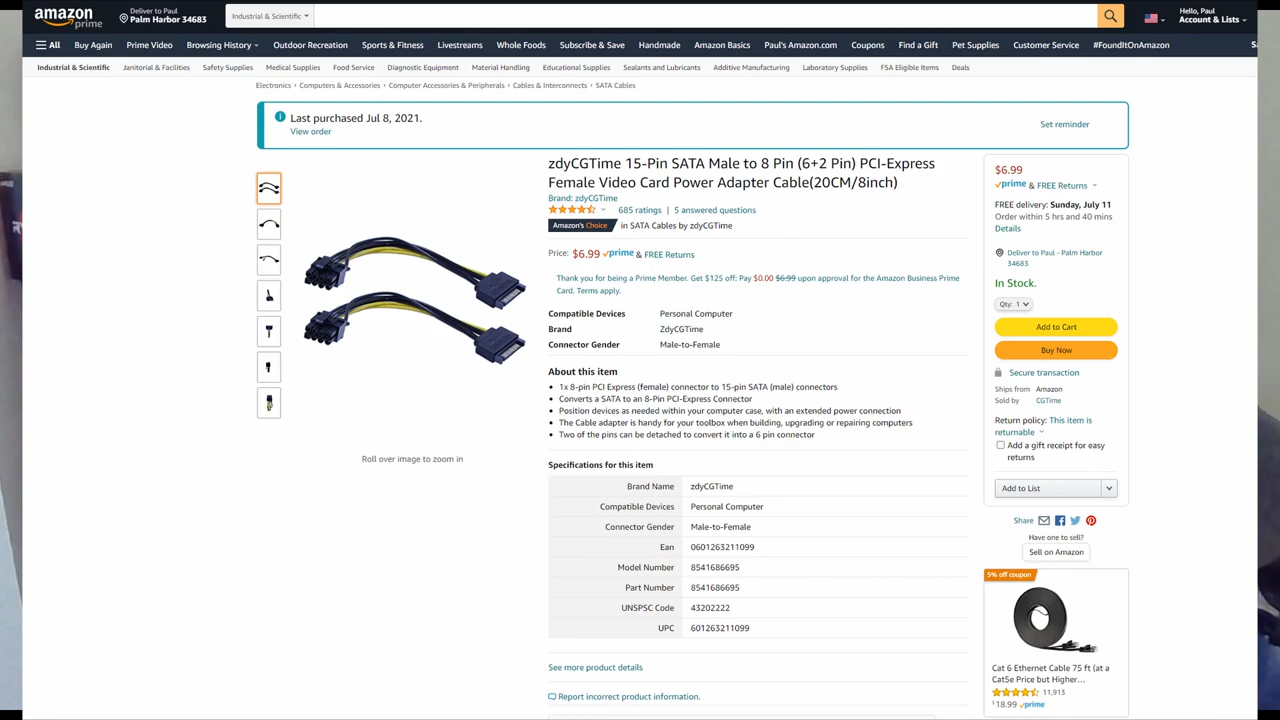 amazon
prime
Deliver to Paul
Palm Harbor 34683
Industrial & Scientific
Hello, Paul
Account & Lists
All
Buy Again
Prime Video
Browsing History
Outdoor Recreation
Sports & Fitness
Livestreams
Whole Foods
Subscribe & Save
Handmade
Amazon Basics
Paul's Amazon.com
Coupons
Find a Gift
Pet Supplies
Customer Service
#FoundItOnAmazon
Industrial & Scientific
Janitorial & Facilities
Safety Supplies
Medical Supplies
Food Service
Diagnostic Equipment
Material Handling
Educational Supplies
Sealants and Lubricants
Additive Manufacturing
Laboratory Supplies
FSA Eligible Items
Deals
Electronics › Computers & Accessories › Computer Accessories & Peripherals › Cables & Interconnects › SATA Cables
Last purchased Jul 8, 2021.
View order
Set reminder
Roll over image to zoom in
zdyCGTime 15-Pin SATA Male to 8 Pin (6+2 Pin) PCI-Express
Female Video Card Power Adapter Cable(20CM/8inch)
Brand: zdyCGTime
685 ratings | 5 answered questions
Amazon's Choice in SATA Cables by zdyCGTime
Price: $6.99 prime & FREE Returns
Thank you for being a Prime Member. Get $125 off: Pay $0.00 $6.99 upon approval for the Amazon Business Prime
Card. Terms apply.
Compatible Devices Personal Computer
Brand ZdyCGTime
Connector Gender Male-to-Female
About this item
• 1x 8-pin PCI Express (female) connector to 15-pin SATA (male) connectors
• Converts a SATA to an 8-Pin PCI-Express Connector
• Position devices as needed within your computer case, with an extended power connection
• The Cable adapter is handy for your toolbox when building, upgrading or repairing computers
• Two of the pins can be detached to convert it into a 6 pin connector
Specifications for this item
Brand Name zdyCGTime
Compatible Devices Personal Computer
Connector Gender Male-to-Female
Ean 0601263211099
Model Number 8541686695
Part Number 8541686695
UNSPSC Code 43202222
UPC 601263211099
See more product details
Report incorrect product information.
$6.99
prime & FREE Returns
FREE delivery: Sunday, July 11
Order within 5 hrs and 40 mins
Details
Deliver to Paul - Palm Harbor
34683
In Stock.
Qty: 1
Add to Cart
Buy Now
Secure transaction
Ships from Amazon
Sold by CGTime
Return policy: This item is
returnable
Add a gift receipt for easy
returns
Add to List
Share
Have one to sell?
Sell on Amazon
5% off coupon
Cat 6 Ethernet Cable 75 ft (at a
Cat5e Price but Higher...
11,913
$18.99 prime